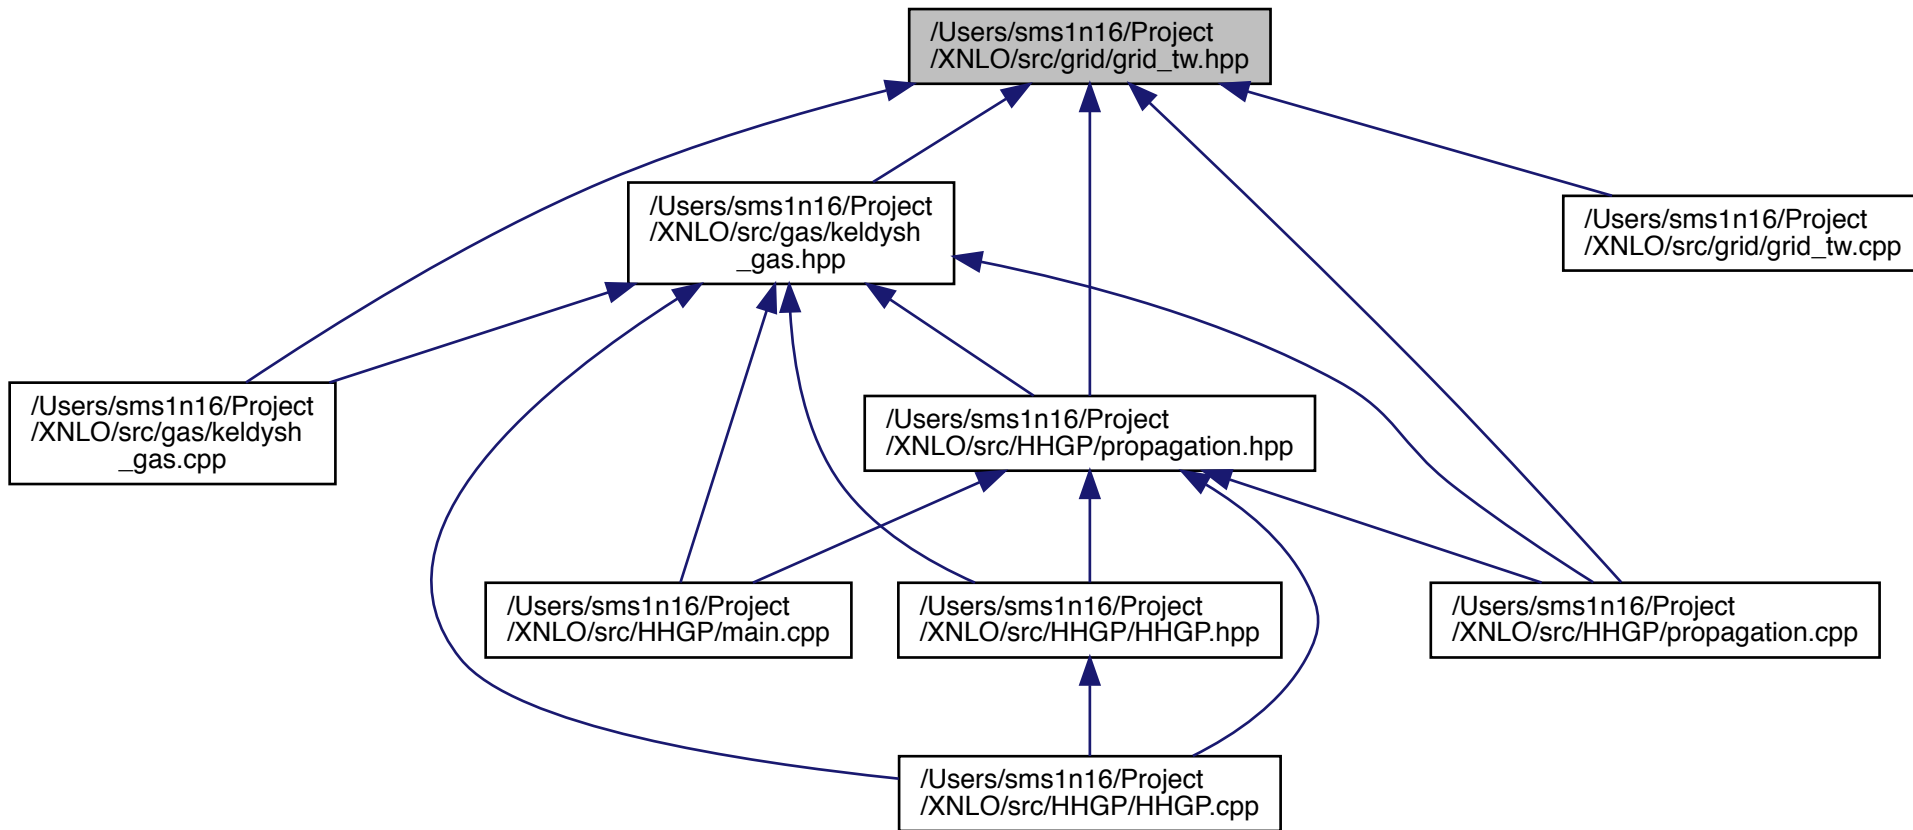 /Users/sms1n16/Project
/XNLO/src/grid/grid_tw.hpp
/Users/sms1n16/Project
/XNLO/src/gas/keldysh
_gas.hpp
/Users/sms1n16/Project
/XNLO/src/grid/grid_tw.cpp
/Users/sms1n16/Project
/XNLO/src/gas/keldysh
_gas.cpp
/Users/sms1n16/Project
/XNLO/src/HHGP/propagation.hpp
/Users/sms1n16/Project
/XNLO/src/HHGP/main.cpp
/Users/sms1n16/Project
/XNLO/src/HHGP/HHGP.hpp
/Users/sms1n16/Project
/XNLO/src/HHGP/propagation.cpp
/Users/sms1n16/Project
/XNLO/src/HHGP/HHGP.cpp